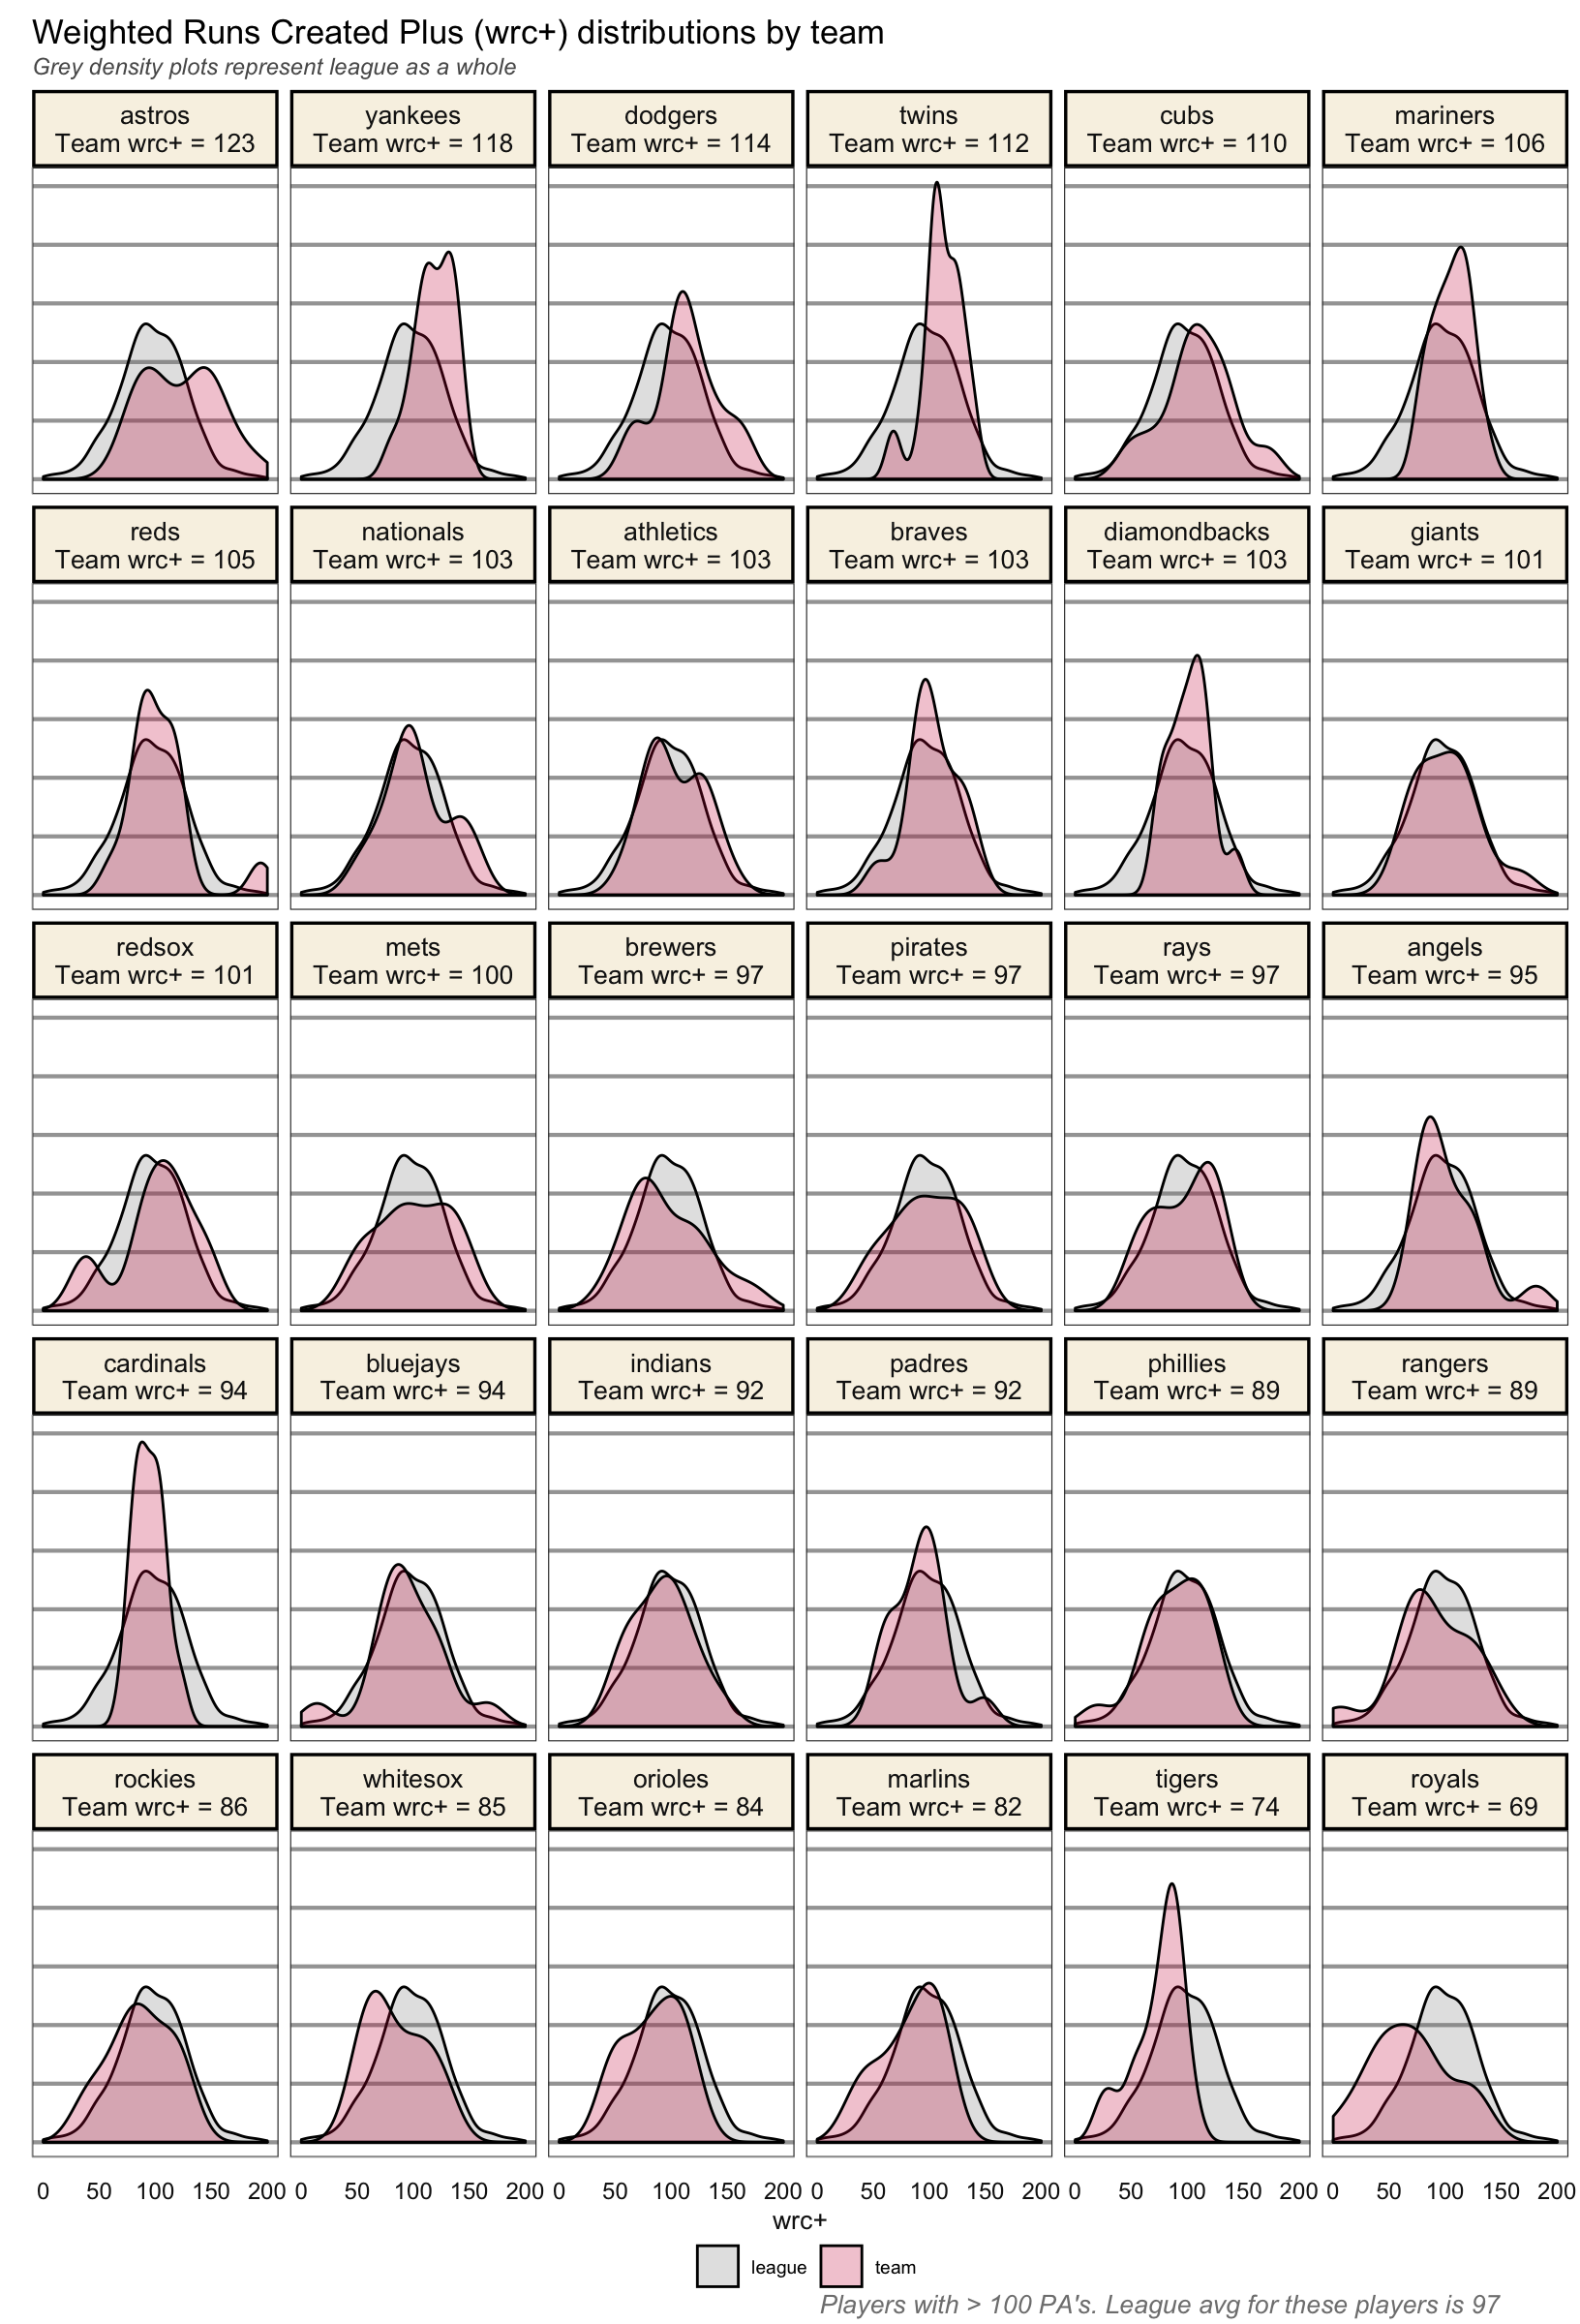 Weighted Runs Created Plus (wrc+) distributions by team
Grey density plots represent league as a whole
astros
Team wrc+ = 123
yankees
Team wrc+ = 118
dodgers
Team wrc+ = 114
twins
Team wrc+ = 112
cubs
Team wrc+ = 110
mariners
Team wrc+ = 106
reds
Team wrc+ = 105
nationals
Team wrc+ = 103
athletics
Team wrc+ = 103
braves
Team wrc+ = 103
diamondbacks
Team wrc+ = 103
giants
Team wrc+ = 101
redsox
Team wrc+ = 101
mets
Team wrc+ = 100
brewers
Team wrc+ = 97
pirates
Team wrc+ = 97
rays
Team wrc+ = 97
angels
Team wrc+ = 95
cardinals
Team wrc+ = 94
bluejays
Team wrc+ = 94
indians
Team wrc+ = 92
padres
Team wrc+ = 92
phillies
Team wrc+ = 89
rangers
Team wrc+ = 89
rockies
Team wrc+ = 86
whitesox
Team wrc+ = 85
orioles
Team wrc+ = 84
marlins
Team wrc+ = 82
tigers
Team wrc+ = 74
royals
Team wrc+ = 69
0 50 100 150 200 0 50 100 150 200 0 50 100 150 200 0 50 100 150 200 0 50 100 150 200 0 50 100 150 200
wrc+
league team
Players with > 100 PA's. League avg for these players is 97